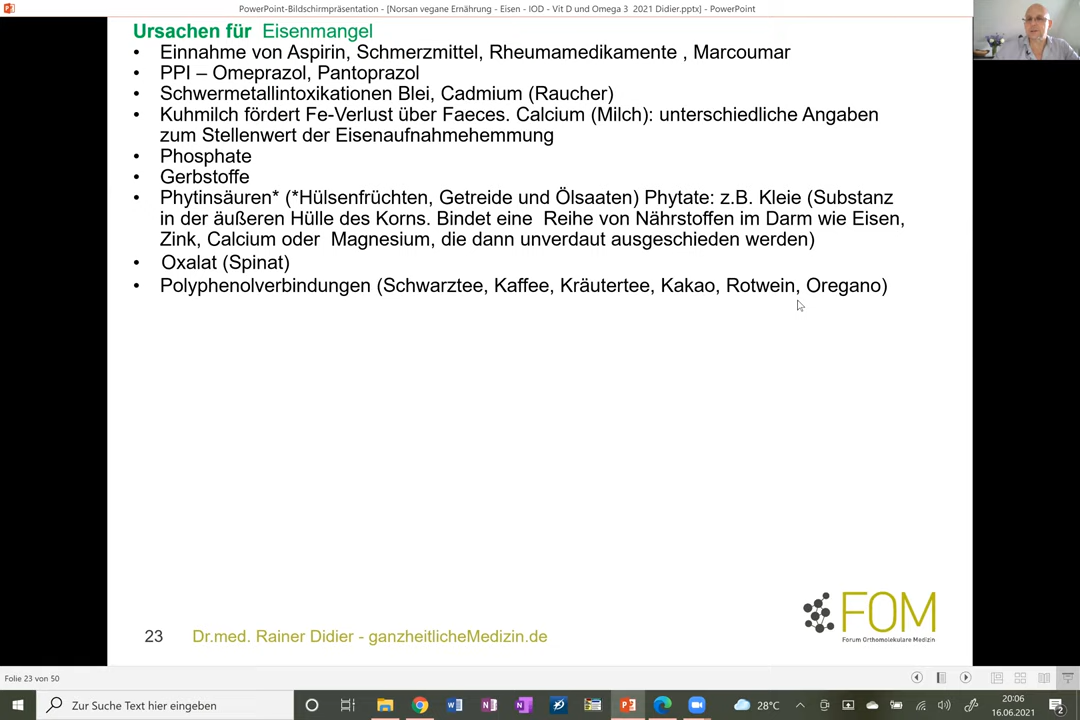 PowerPoint-Bildschirmpräsentation - [Norsan vegane Ernährung - Eisen - IOD - Vit D und Omega 3 2021 Didier.pptx] - PowerPoint
Ursachen für Eisenmangel
• Einnahme von Aspirin, Schmerzmittel, Rheumamedikamente , Marcoumar
• PPI – Omeprazol, Pantoprazol
• Schwermetallintoxikationen Blei, Cadmium (Raucher)
• Kuhmilch fördert Fe-Verlust über Faeces. Calcium (Milch): unterschiedliche Angaben
zum Stellenwert der Eisenaufnahmehemmung
• Phosphate
• Gerbstoffe
• Phytinsäuren* (*Hülsenfrüchten, Getreide und Ölsaaten) Phytate: z.B. Kleie (Substanz
in der äußeren Hülle des Korns. Bindet eine Reihe von Nährstoffen im Darm wie Eisen,
Zink, Calcium oder Magnesium, die dann unverdaut ausgeschieden werden)
• Oxalat (Spinat)
• Polyphenolverbindungen (Schwarztee, Kaffee, Kräutertee, Kakao, Rotwein, Oregano)
FOM
Forum Orthomolekulare Medizin
23 Dr.med. Rainer Didier - ganzheitlicheMedizin.de
Folie 23 von 50
Zur Suche Text hier eingeben
28°C
20:06
16.06.2021
2